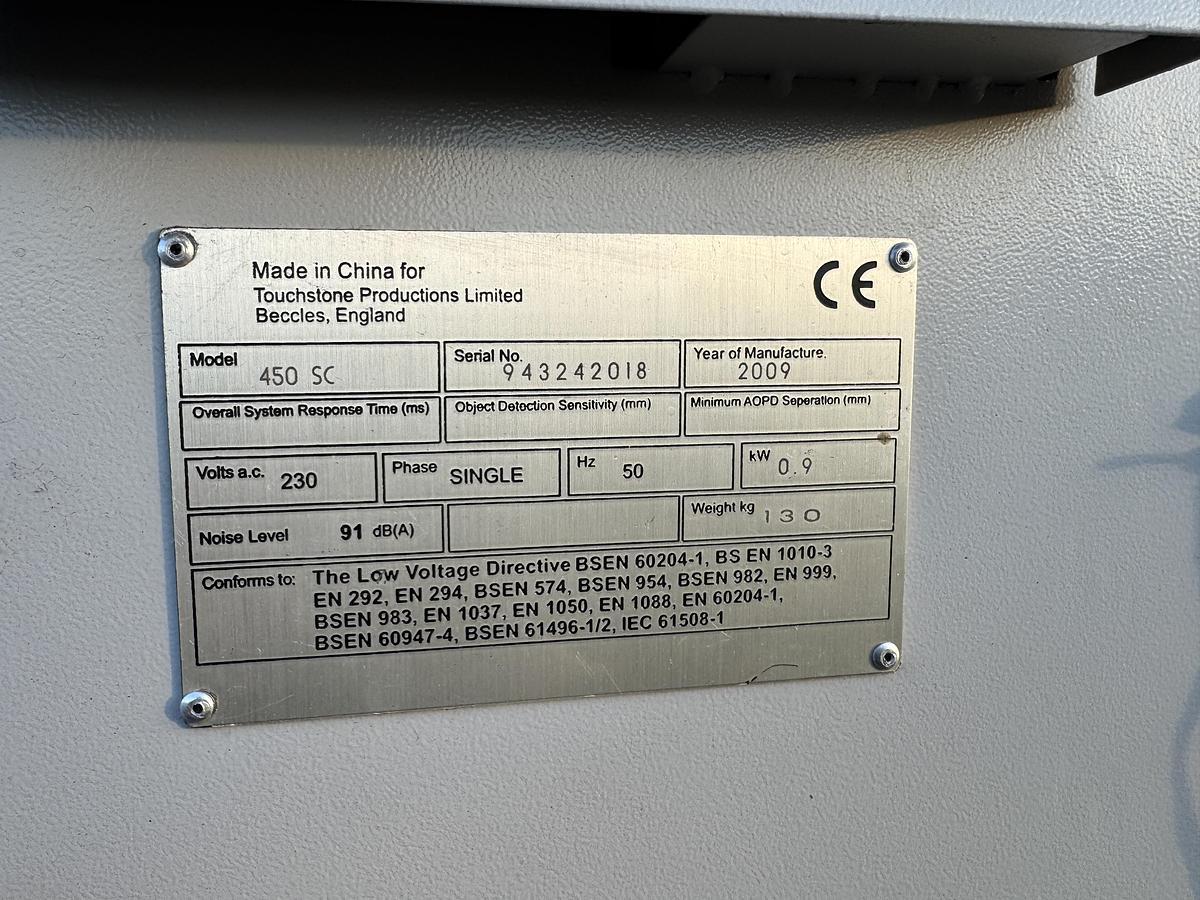 Made in China for
Touchstone Productions Limited
Beccles, England
CE
Model 450 SC
Serial No. 943242018
Year of Manufacture. 2009
Overall System Response Time (ms)
Object Detection Sensitivity (mm)
Minimum AOPD Seperation (mm)
Volts a.c. 230
Phase SINGLE
Hz 50
kW 0.9
Noise Level 91 dB(A)
Weight kg 130
Conforms to: The Low Voltage Directive BSEN 60204-1, BS EN 1010-3
EN 292, EN 294, BSEN 574, BSEN 954, BSEN 982, EN 999,
BSEN 983, EN 1037, EN 1050, EN 1088, EN 60204-1,
BSEN 60947-4, BSEN 61496-1/2, IEC 61508-1